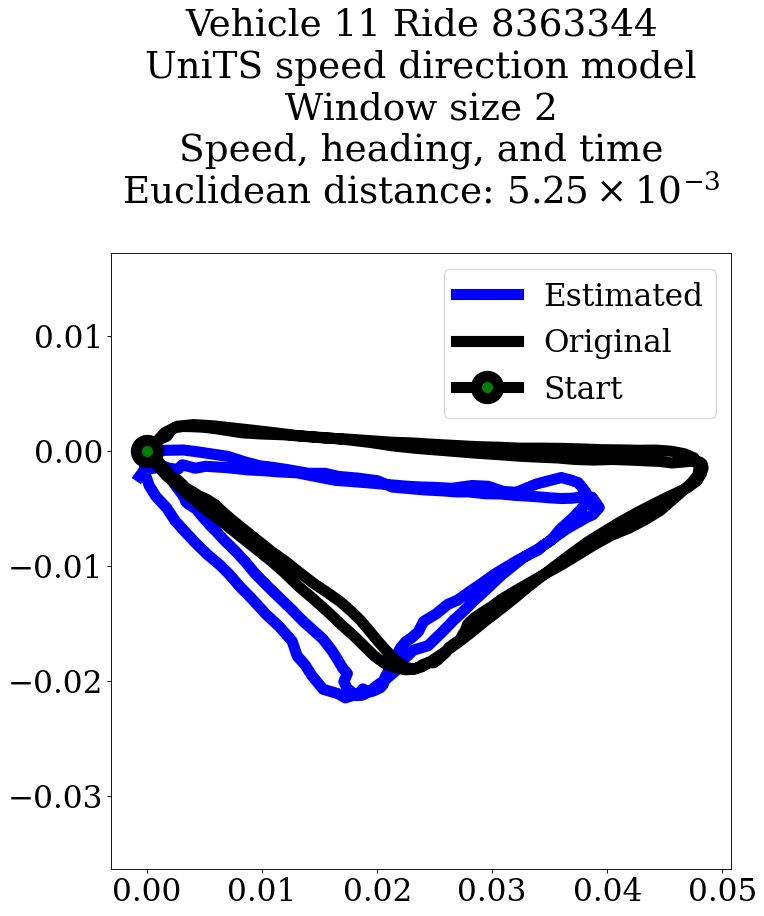 Vehicle 11 Ride 8363344
UniTS speed direction model
Window size 2
Speed, heading, and time
Euclidean distance: 5.25 × 10⁻³
Estimated
Original
Start
0.01
0.00
−0.01
−0.02
−0.03
0.00 0.01 0.02 0.03 0.04 0.05